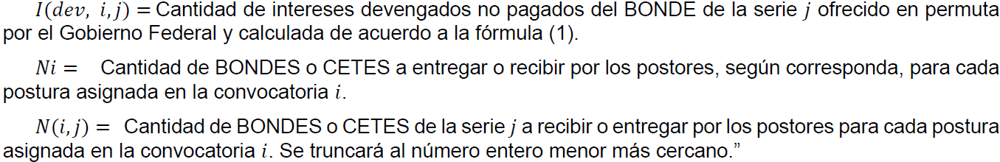 I(dev, i,j) = Cantidad de intereses devengados no pagados del BONDE de la serie j ofrecido en permuta
por el Gobierno Federal y calculada de acuerdo a la fórmula (1).
Ni = Cantidad de BONDES o CETES a entregar o recibir por los postores, según corresponda, para cada
postura asignada en la convocatoria i.
N(i,j) = Cantidad de BONDES o CETES de la serie j a recibir o entregar por los postores para cada postura
asignada en la convocatoria i. Se truncará al número entero menor más cercano.”